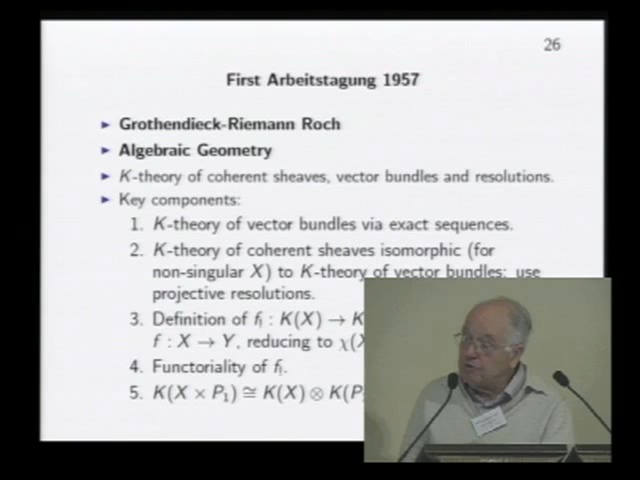 26
First Arbeitstagung 1957
Grothendieck-Riemann Roch
Algebraic Geometry
K-theory of coherent sheaves, vector bundles and resolutions.
Key components:
1. K-theory of vector bundles via exact sequences.
2. K-theory of coherent sheaves isomorphic (for
non-singular X) to K-theory of vector bundles: use
projective resolutions.
3. Definition of f! : K(X) → K
f : X → Y, reducing to χ(X
4. Functoriality of f!.
5. K(X × P₁) ≅ K(X) ⊗ K(P